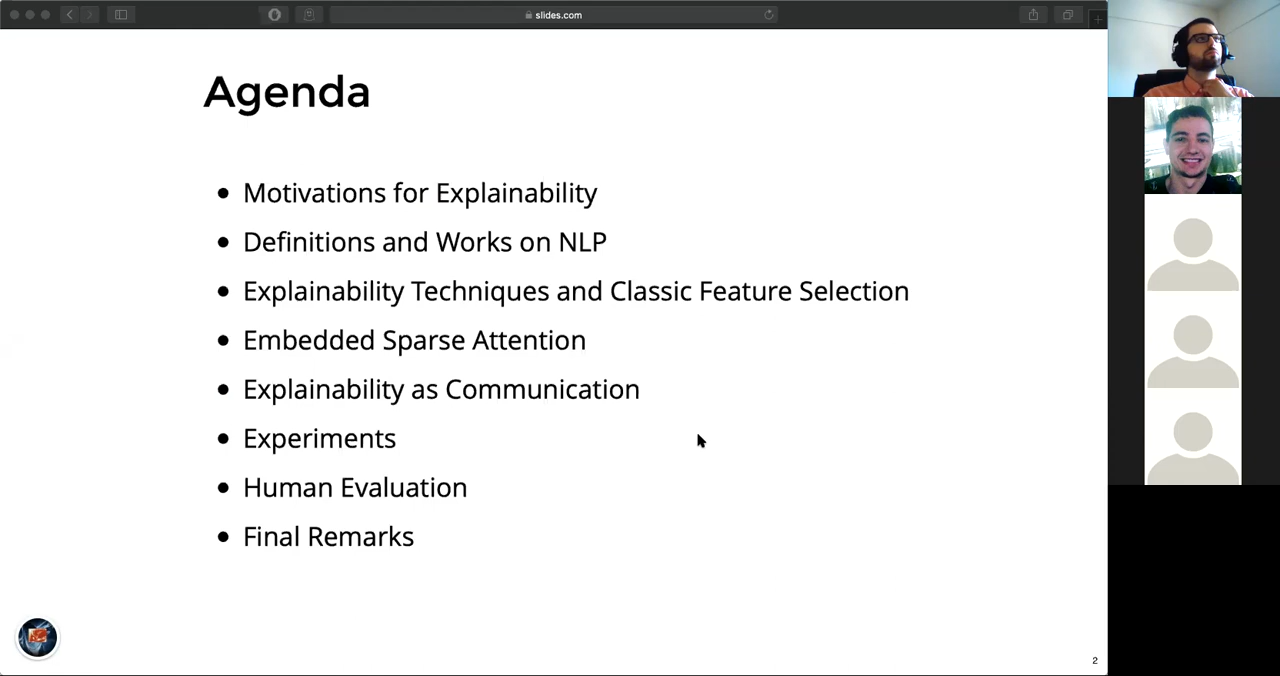 slides.com
Agenda
Motivations for Explainability
Definitions and Works on NLP
Explainability Techniques and Classic Feature Selection
Embedded Sparse Attention
Explainability as Communication
Experiments
Human Evaluation
Final Remarks
2